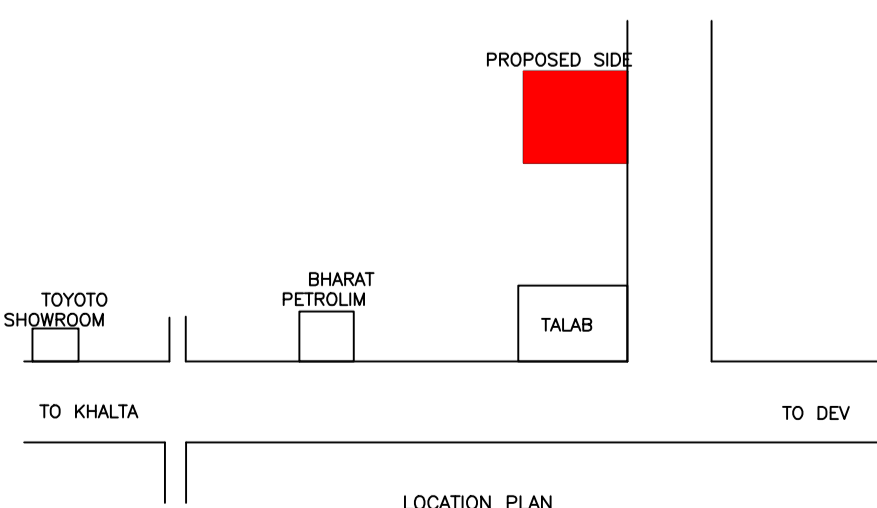 PROPOSED SIDE
BHARAT
PETROLIM
TOYOTO
SHOWROOM
TALAB
TO KHALTA
TO DEV
LOCATION PLAN